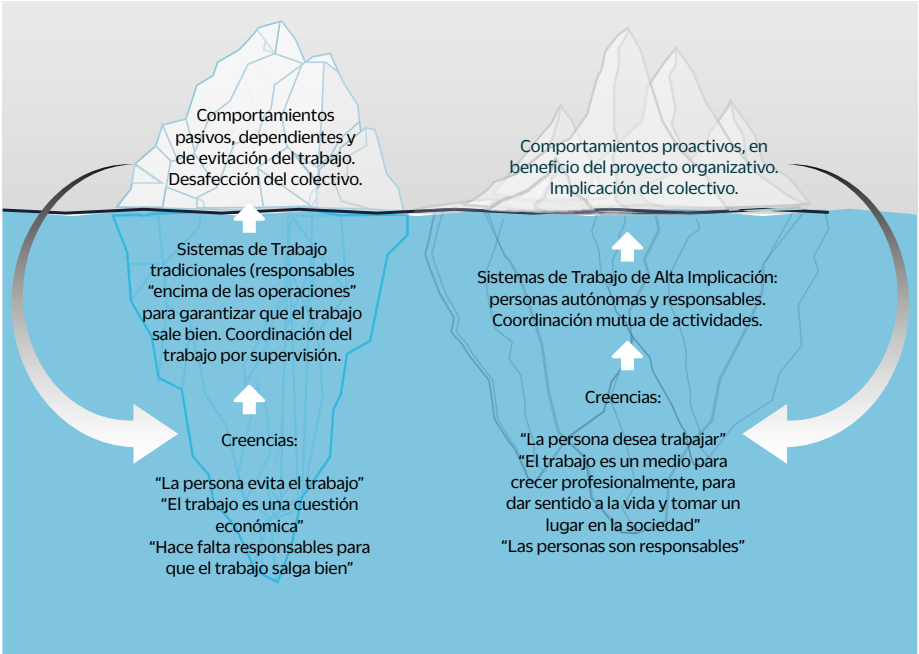 Comportamientos
pasivos, dependientes y
de evitación del trabajo.
Desafección del colectivo.
Sistemas de Trabajo
tradicionales (responsables
“encima de las operaciones”
para garantizar que el trabajo
sale bien. Coordinación del
trabajo por supervisión.
Creencias:
“La persona evita el trabajo”
“El trabajo es una cuestión
económica”
“Hace falta responsables para
que el trabajo salga bien”
Comportamientos proactivos, en
beneficio del proyecto organizativo.
Implicación del colectivo.
Sistemas de Trabajo de Alta Implicación:
personas autónomas y responsables.
Coordinación mutua de actividades.
Creencias:
“La persona desea trabajar”
“El trabajo es un medio para
crecer profesionalmente, para
dar sentido a la vida y tomar un
lugar en la sociedad”
“Las personas son responsables”